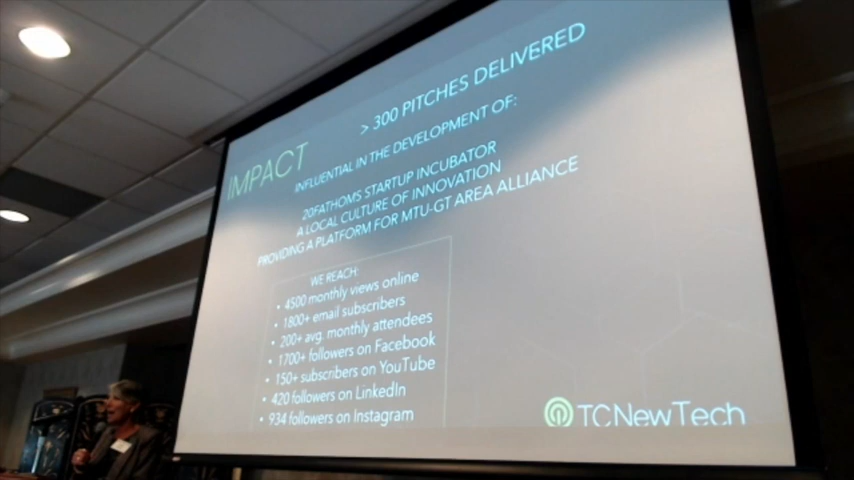 > 300 PITCHES DELIVERED
IMPACT
INFLUENTIAL IN THE DEVELOPMENT OF:
20FATHOMS STARTUP INCUBATOR
A LOCAL CULTURE OF INNOVATION
PROVIDING A PLATFORM FOR MTU-GT AREA ALLIANCE
WE REACH:
• 4500 monthly views online
• 1800+ email subscribers
• 200+ avg. monthly attendees
• 1700+ followers on Facebook
• 150+ subscribers on YouTube
• 420 followers on LinkedIn
• 934 followers on Instagram
TCNewTech